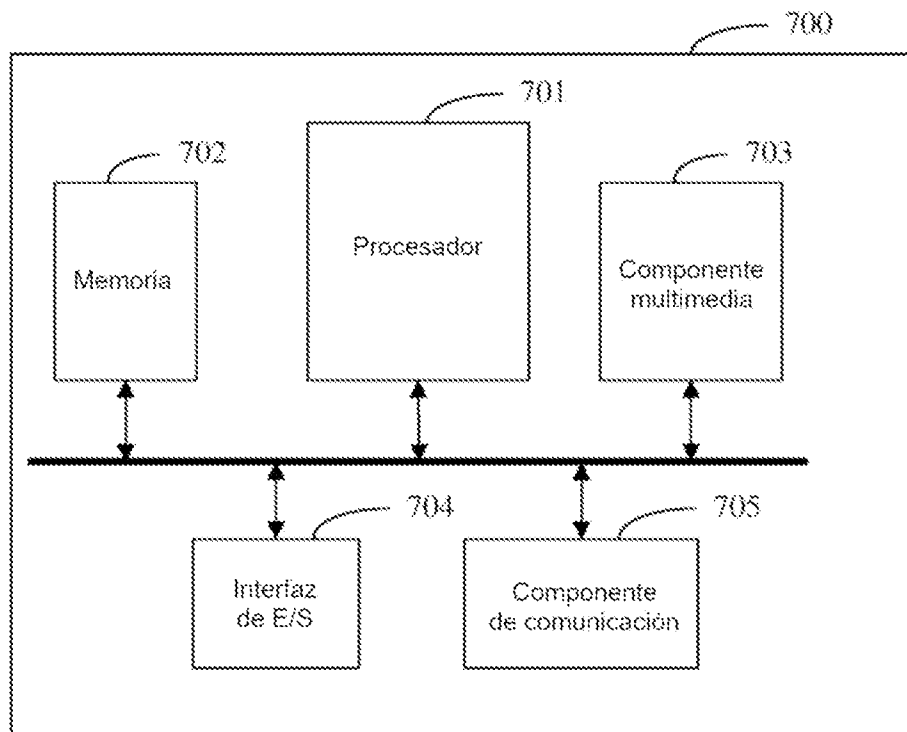 700
701
702
703
Procesador
Memoria
Componente
multimedia
704
705
Interfaz
de E/S
Componente
de comunicación